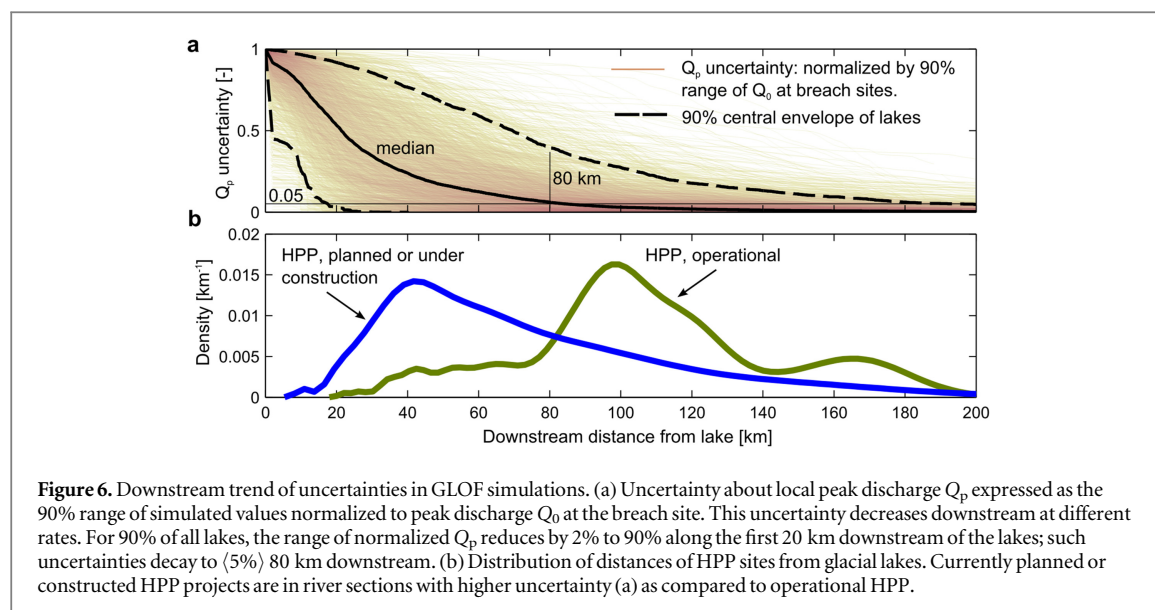 a
1
0.5
0
Qₚ uncertainty [-]
Qₚ uncertainty: normalized by 90%
range of Q₀ at breach sites.
90% central envelope of lakes
median
80 km
0.05
b
0.02
0.015
0.01
0.005
0
Density [km⁻¹]
HPP, planned or under
construction
HPP, operational
0 20 40 60 80 100 120 140 160 180 200
Downstream distance from lake [km]
Figure 6. Downstream trend of uncertainties in GLOF simulations. (a) Uncertainty about local peak discharge Qₚ expressed as the
90% range of simulated values normalized to peak discharge Q₀ at the breach site. This uncertainty decreases downstream at different
rates. For 90% of all lakes, the range of normalized Qₚ reduces by 2% to 90% along the first 20 km downstream of the lakes; such
uncertainties decay to ⟨5%⟩ 80 km downstream. (b) Distribution of distances of HPP sites from glacial lakes. Currently planned or
constructed HPP projects are in river sections with higher uncertainty (a) as compared to operational HPP.